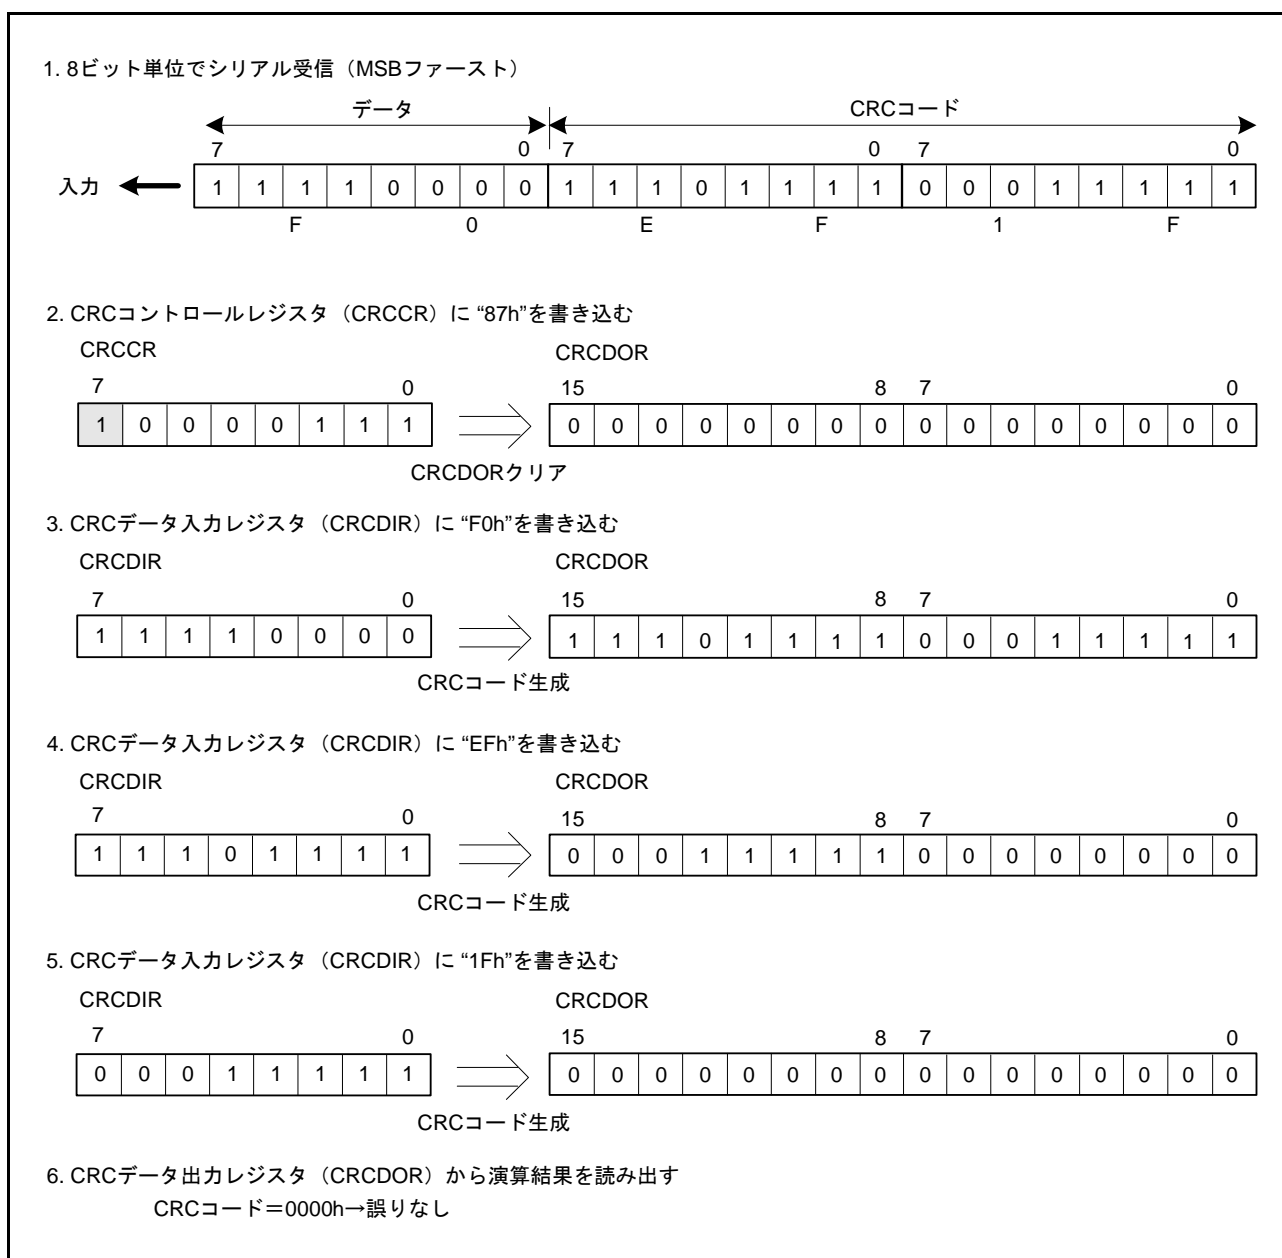 1. 8ビット単位でシリアル受信（MSBファースト）
データ CRCコード
7 0 7 0 7 0
入力 1 1 1 1 0 0 0 0 1 1 1 0 1 1 1 1 0 0 0 1 1 1 1 1
F 0 E F 1 F
2. CRCコントロールレジスタ（CRCCR）に “87h”を書き込む
CRCCR CRCDOR
7 0 15 8 7 0
1 0 0 0 0 1 1 1 0 0 0 0 0 0 0 0 0 0 0 0 0 0 0 0
CRCDORクリア
3. CRCデータ入力レジスタ（CRCDIR）に “F0h”を書き込む
CRCDIR CRCDOR
7 0 15 8 7 0
1 1 1 1 0 0 0 0 1 1 1 0 1 1 1 1 0 0 0 1 1 1 1 1
CRCコード生成
4. CRCデータ入力レジスタ（CRCDIR）に “EFh”を書き込む
CRCDIR CRCDOR
7 0 15 8 7 0
1 1 1 0 1 1 1 1 0 0 0 1 1 1 1 1 0 0 0 0 0 0 0 0
CRCコード生成
5. CRCデータ入力レジスタ（CRCDIR）に “1Fh”を書き込む
CRCDIR CRCDOR
7 0 15 8 7 0
0 0 0 1 1 1 1 1 0 0 0 0 0 0 0 0 0 0 0 0 0 0 0 0
CRCコード生成
6. CRCデータ出力レジスタ（CRCDOR）から演算結果を読み出す
CRCコード＝0000h→誤りなし